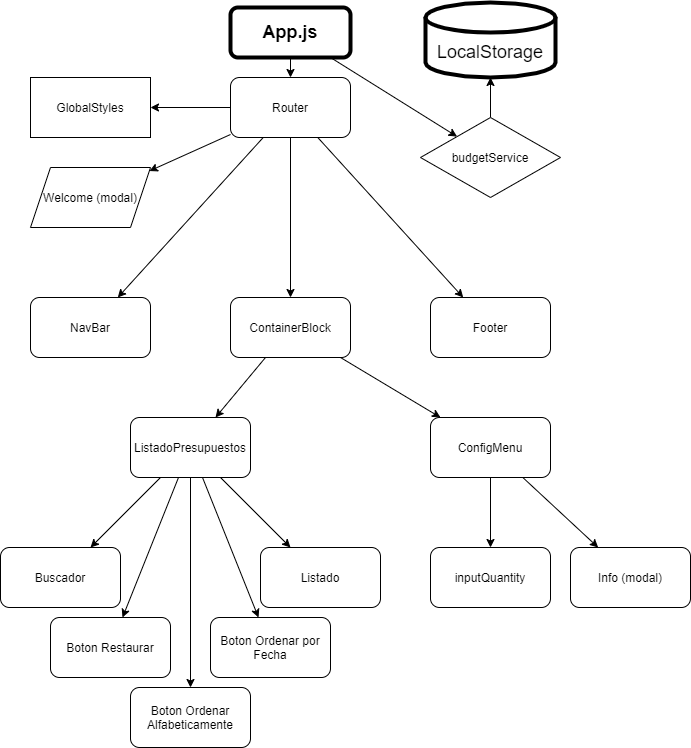 App.js
LocalStorage
GlobalStyles
Router
budgetService
Welcome (modal)
NavBar
ContainerBlock
Footer
ListadoPresupuestos
ConfigMenu
Buscador
Listado
inputQuantity
Info (modal)
Boton Restaurar
Boton Ordenar por
Fecha
Boton Ordenar
Alfabeticamente